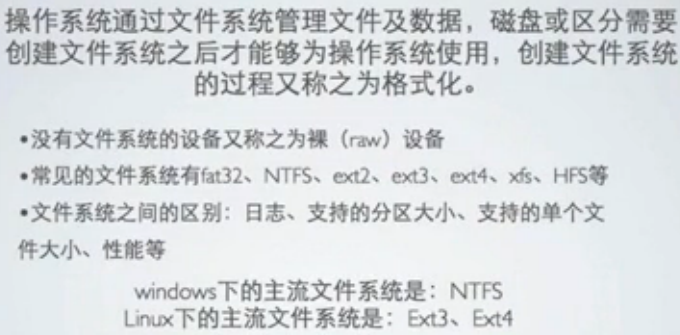 操作系统通过文件系统管理文件及数据，磁盘或区分需要
创建文件系统之后才能够为操作系统使用，创建文件系统
的过程又称之为格式化。
•没有文件系统的设备又称之为裸（raw）设备
•常见的文件系统有fat32、NTFS、ext2、ext3、ext4、xfs、HFS等
•文件系统之间的区别：日志、支持的分区大小、支持的单个文
件大小、性能等
windows下的主流文件系统是：NTFS
Linux下的主流文件系统是：Ext3、Ext4